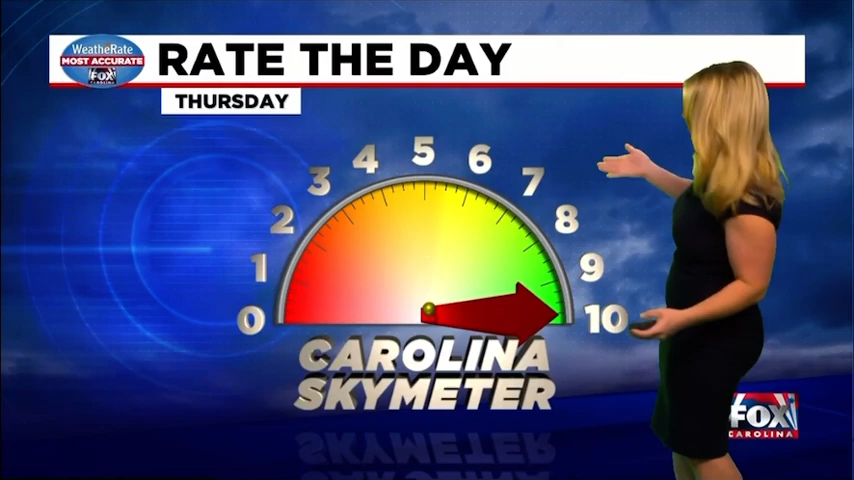 WeatheRate
MOST ACCURATE
FOX
CAROLINA
RATE THE DAY
THURSDAY
0
1
2
3
4
5
6
7
8
9
10
CAROLINA
SKYMETER
FOX
CAROLINA